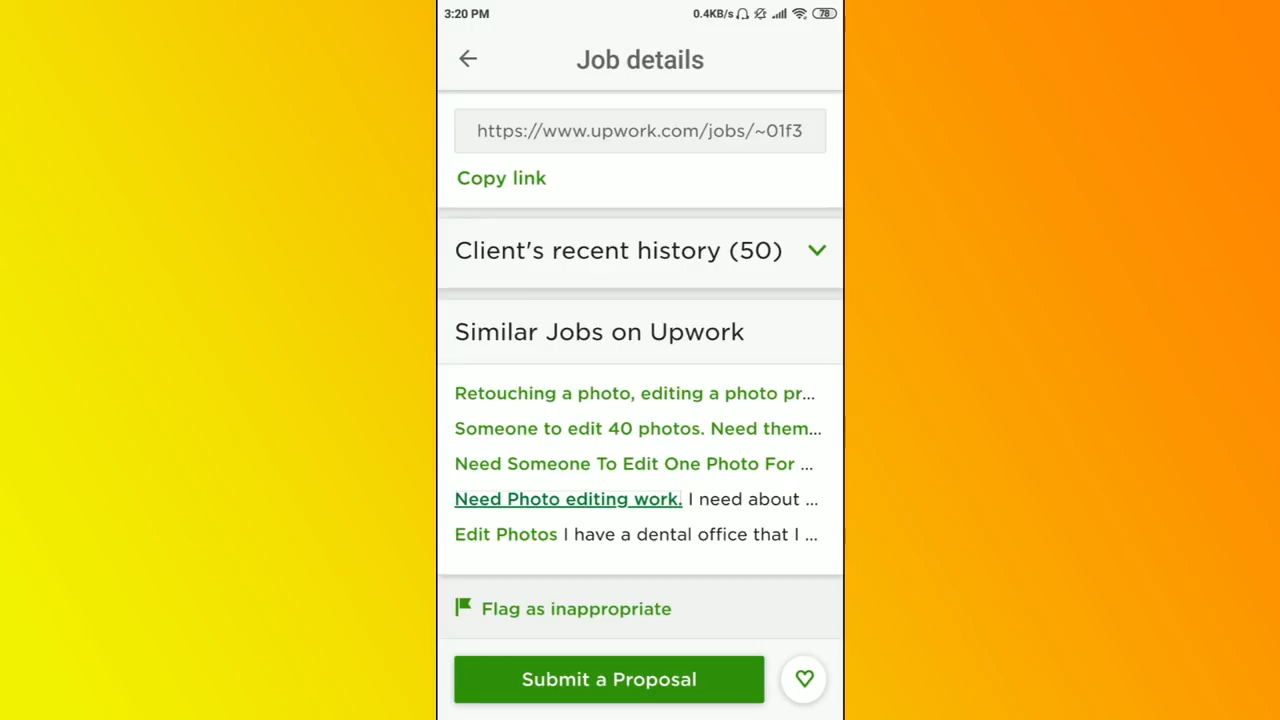 3:20 PM 0.4KB/s 78
Job details
https://www.upwork.com/jobs/~01f3
Copy link
Client's recent history (50)
Similar Jobs on Upwork
Retouching a photo, editing a photo pr...
Someone to edit 40 photos. Need them...
Need Someone To Edit One Photo For ...
Need Photo editing work. I need about ...
Edit Photos I have a dental office that I ...
Flag as inappropriate
Submit a Proposal